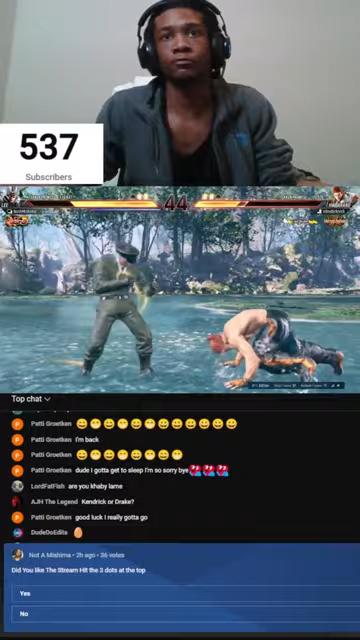 537
Subscribers
LEE
44
Top chat
Patti Groetken 😀😁😀😁😀😁😀😀😀😀😀😀
Patti Groetken I'm back
Patti Groetken 😀😁😀😁😀😁😀😀😁
Patti Groetken dude I gotta get to sleep I'm so sorry bye
LordFatFish are you khaby lame
AJH The Legend Kendrick or Drake?
Patti Groetken good luck I really gotta go
DudeDoEdits 🥚
Not A Mishima • 2h ago • 36 votes
Did You like The Stream Hit the 3 dots at the top
Yes
No